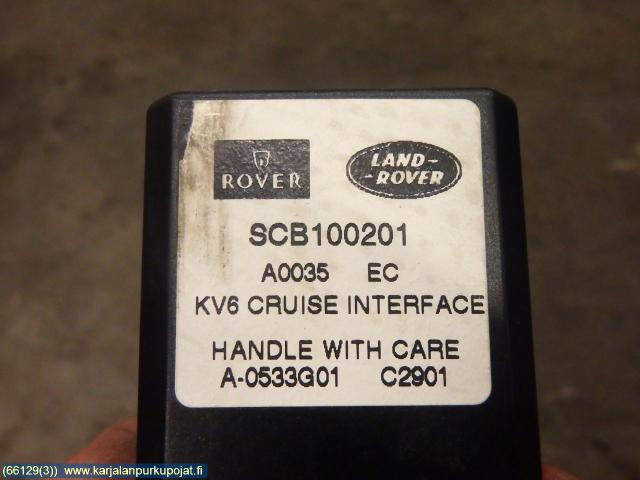 ROVER
LAND-
-ROVER
SCB100201
A0035 EC
KV6 CRUISE INTERFACE
HANDLE WITH CARE
A-0533G01 C2901
(66129(3)) www.karjalanpurkupojat.fi